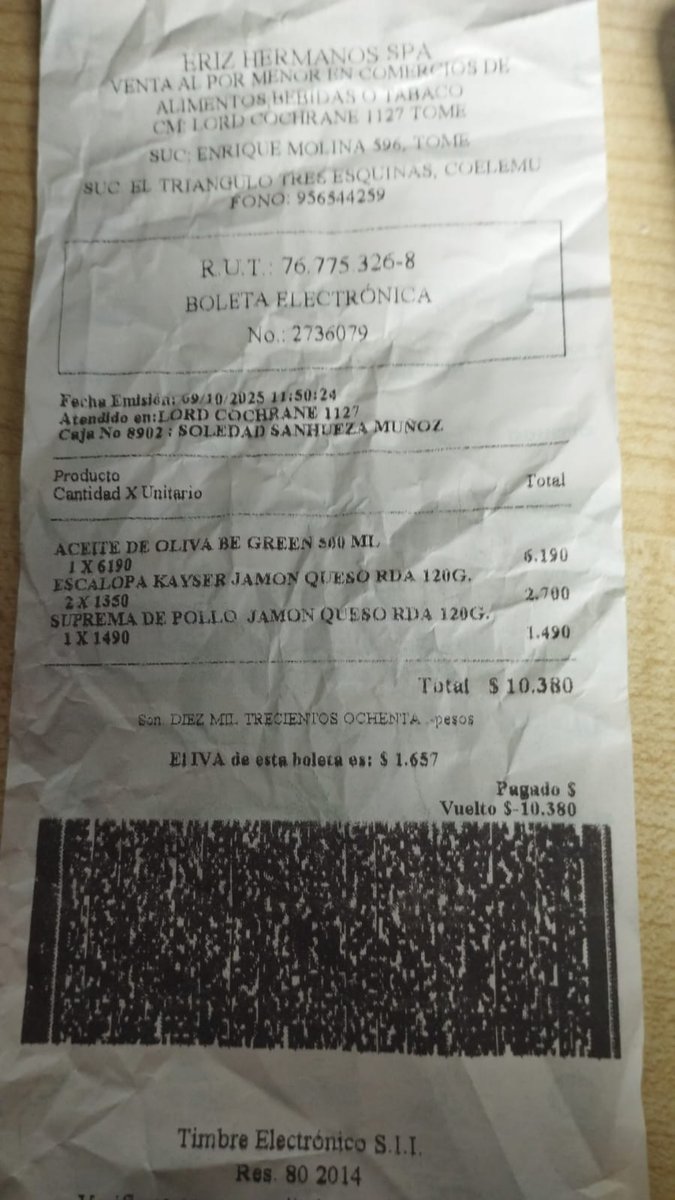 ERIZ HERMANOS SPA
VENTA AL POR MENOR EN COMERCIOS DE
ALIMENTOS BEBIDAS O TABACO
CM: LORD COCHRANE 1127 TOME
SUC: ENRIQUE MOLINA 596, TOME
SUC. EL TRIANGULO TRES ESQUINAS, COELEMU
FONO: 956544259
R.U.T.: 76.775.326-8
BOLETA ELECTRÓNICA
No.: 2736079
Fecha Emisión: 09/10/2025 11:50:24
Atendido en:LORD COCHRANE 1127
Caja No 8902 : SOLEDAD SANHUEZA MUÑOZ
Producto
Cantidad X Unitario Total
ACEITE DE OLIVA BE GREEN 500 ML
1 X 6190 6.190
ESCALOPA KAYSER JAMON QUESO RDA 120G.
2 X 1350 2.700
SUPREMA DE POLLO JAMON QUESO RDA 120G.
1 X 1490 1.490
Total $ 10.380
Son: DIEZ MIL TRECIENTOS OCHENTA .-pesos
El IVA de esta boleta es: $ 1.657
Pagado $
Vuelto $-10.380
Timbre Electrónico S.I.I.
Res. 80 2014